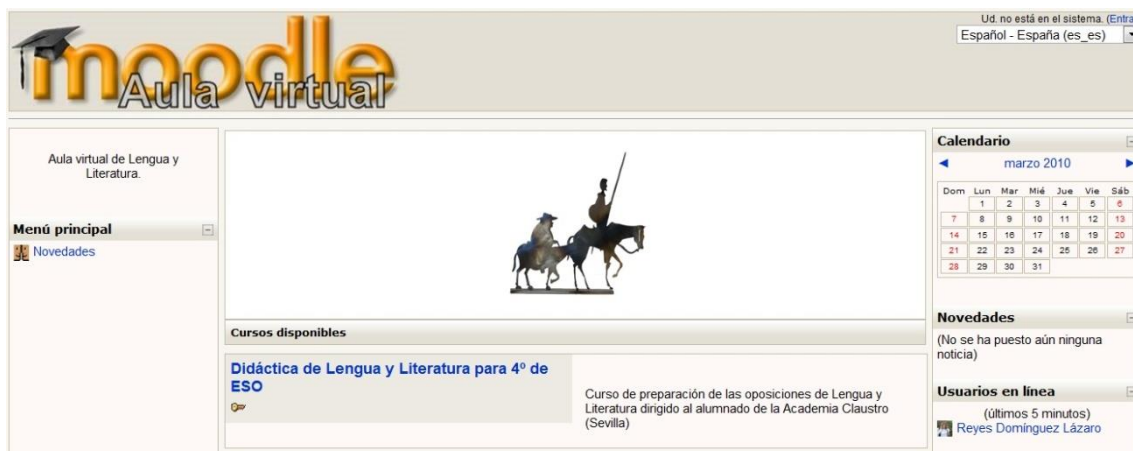 moodle
Aula virtual
Ud. no está en el sistema. (Entra
Español - España (es_es)
Aula virtual de Lengua y
Literatura.
Menú principal
Novedades
Cursos disponibles
Didáctica de Lengua y Literatura para 4º de
ESO
Curso de preparación de las oposiciones de Lengua y
Literatura dirigido al alumnado de la Academia Claustro
(Sevilla)
Calendario
marzo 2010
Dom Lun Mar Mié Jue Vie Sáb
1 2 3 4 5 6
7 8 9 10 11 12 13
14 15 16 17 18 19 20
21 22 23 24 25 26 27
28 29 30 31
Novedades
(No se ha puesto aún ninguna
noticia)
Usuarios en línea
(últimos 5 minutos)
Reyes Domínguez Lázaro